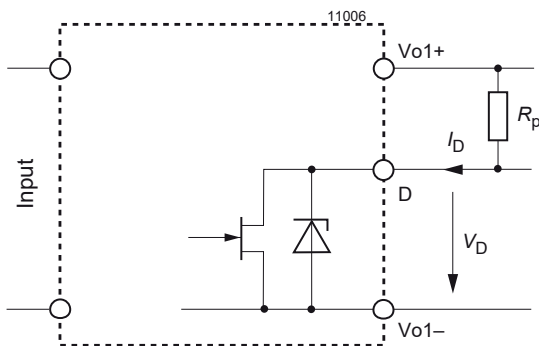 11006
Vo1+
Rp
ID
Input
D
VD
Vo1–